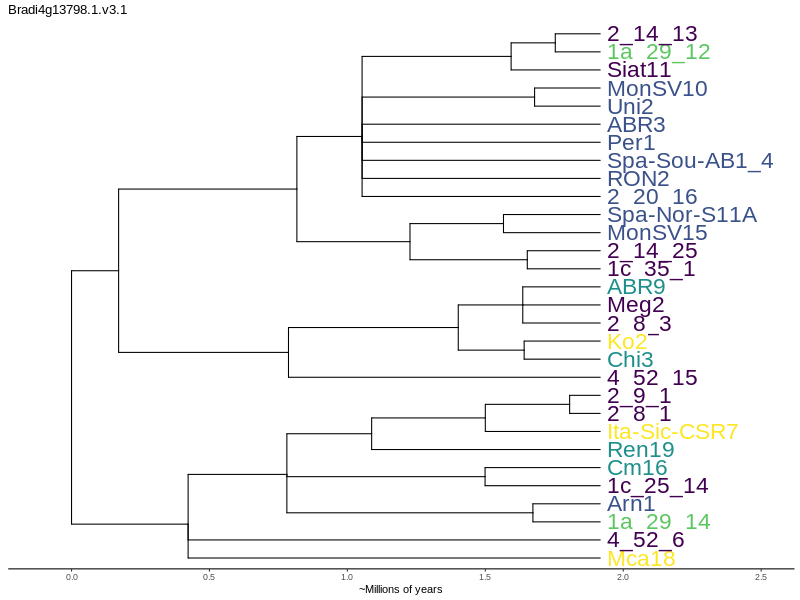 Bradi4g13798.1.v3.1
2_14_13
1a_29_12
Siat11
MonSV10
Uni2
ABR3
Per1
Spa-Sou-AB1_4
RON2
2_20_16
Spa-Nor-S11A
MonSV15
2_14_25
1c_35_1
ABR9
Meg2
2_8_3
Ko2
Chi3
4_52_15
2_9_1
2_8_1
Ita-Sic-CSR7
Ren19
Cm16
1c_25_14
Arn1
1a_29_14
4_52_6
Mca18
0.0 0.5 1.0 1.5 2.0 2.5
~Millions of years